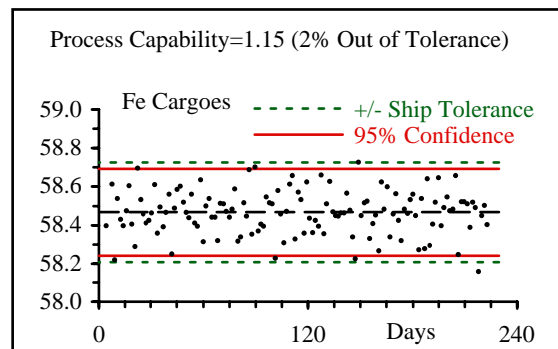 Process Capability=1.15 (2% Out of Tolerance)
59.0 Fe Cargoes +/- Ship Tolerance
95% Confidence
58.8
58.6
58.4
58.2
58.0
0 120 Days 240